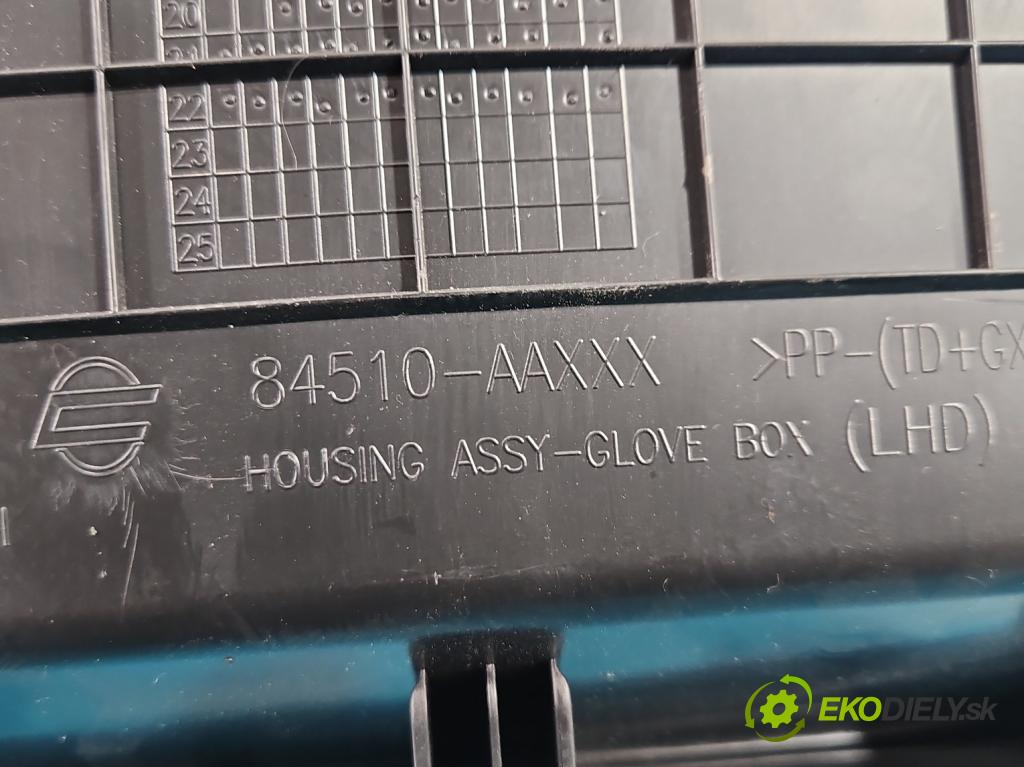 20
21
22
23
24
25
84510-AAXXX
>PP-(TD+GX
HOUSING ASSY-GLOVE BOX (LHD)
EKODIELY.sk